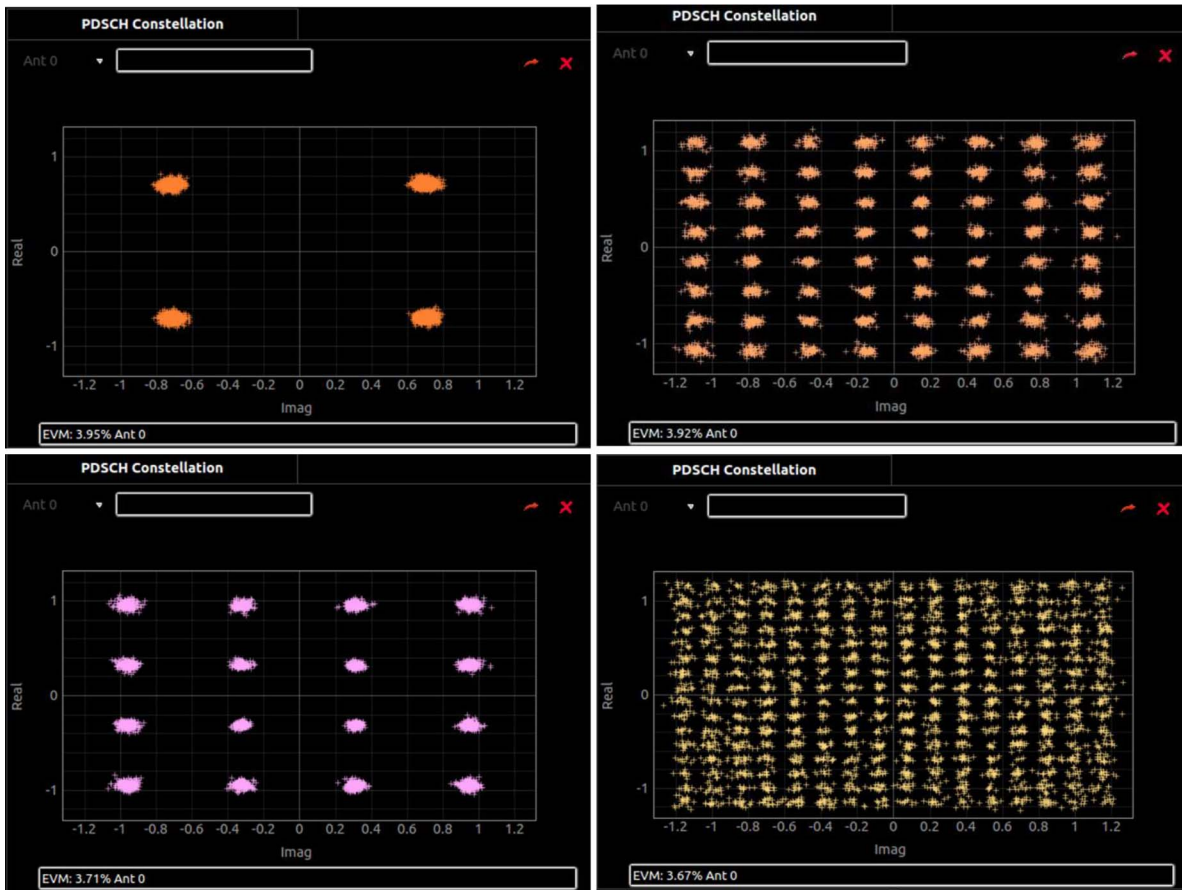 PDSCH Constellation
Ant 0
Real
1
0
-1
-1.2 -1 -0.8 -0.6 -0.4 -0.2 0 0.2 0.4 0.6 0.8 1 1.2
Imag
EVM: 3.95% Ant 0
PDSCH Constellation
Ant 0
Real
1
0
-1
-1.2 -1 -0.8 -0.6 -0.4 -0.2 0 0.2 0.4 0.6 0.8 1 1.2
Imag
EVM: 3.92% Ant 0
PDSCH Constellation
Ant 0
Real
1
0
-1
-1.2 -1 -0.8 -0.6 -0.4 -0.2 0 0.2 0.4 0.6 0.8 1 1.2
Imag
EVM: 3.71% Ant 0
PDSCH Constellation
Ant 0
Real
1
0
-1
-1.2 -1 -0.8 -0.6 -0.4 -0.2 0 0.2 0.4 0.6 0.8 1 1.2
Imag
EVM: 3.67% Ant 0